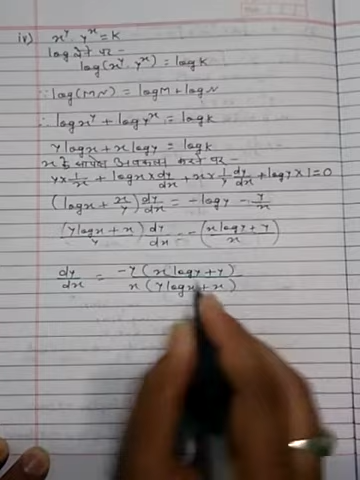 iv) x^y. y^x = K
log लेने पर -
log(x^y. y^x) = log K
∵ log(MN) = log M + log N
∴ log x^y + log y^x = log K
y log x + x log y = log K
x के सापेक्ष अवकलन करने पर -
y × 1/x + log x × dy/dx + x × 1/y dy/dx + log y × 1 = 0
(log x + x/y) dy/dx = - log y - y/x
(y log x + x)/y dy/dx = - (x log y + y)/x
dy/dx = -y (x log y + y) / x (y log x + x)